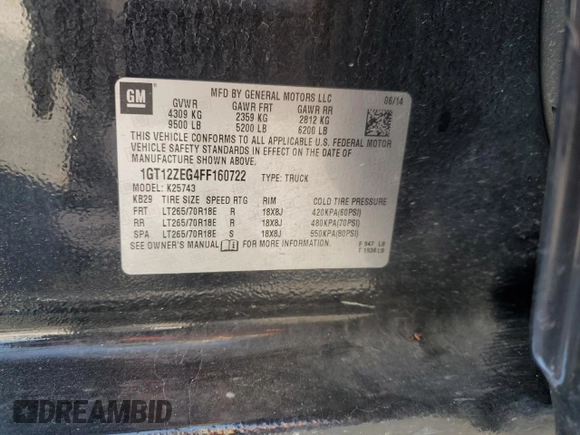 GM
MFD BY GENERAL MOTORS LLC
06/14
GVWR GAWR FRT GAWR RR
4309 KG 2359 KG 2812 KG
9500 LB 5200 LB 6200 LB
THIS VEHICLE CONFORMS TO ALL APPLICABLE U.S. FEDERAL MOTOR
VEHICLE SAFETY STANDARDS IN EFFECT ON THE DATE OF
MANUFACTURE SHOWN ABOVE.
1GT12ZEG4FF160722 TYPE: TRUCK
MODEL: K25743
KB29 TIRE SIZE SPEED RTG RIM COLD TIRE PRESSURE
FRT LT265/70R18E R 18X8J 420KPA(60PSI)
RR LT265/70R18E R 18X8J 480KPA(70PSI)
SPA LT265/70R18E S 18X8J 550KPA(80PSI)
SEE OWNER'S MANUAL FOR MORE INFORMATION.
F 947 LB
T 1938 LB
DREAMBID